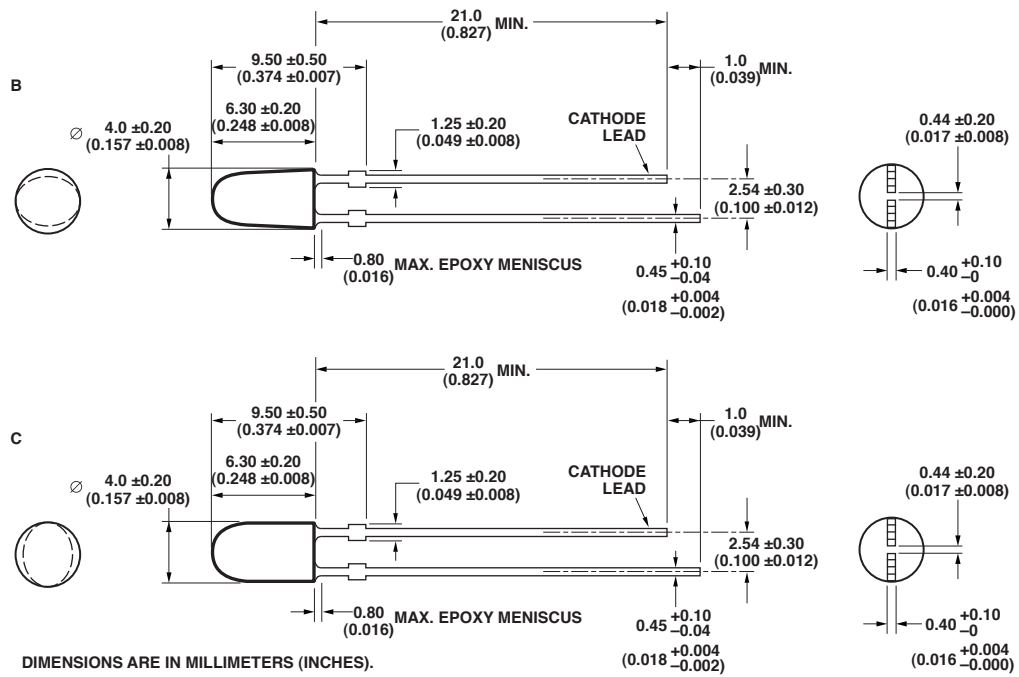 21.0
(0.827) MIN.
9.50 ±0.50
(0.374 ±0.007)
1.0
(0.039) MIN.
B
6.30 ±0.20
(0.248 ±0.008)
Ø 4.0 ±0.20
(0.157 ±0.008)
1.25 ±0.20
(0.049 ±0.008)
CATHODE
LEAD
0.44 ±0.20
(0.017 ±0.008)
2.54 ±0.30
(0.100 ±0.012)
0.80
(0.016) MAX. EPOXY MENISCUS
0.45 +0.10
–0.04
(0.018 +0.004
–0.002)
0.40 +0.10
–0
(0.016 +0.004
–0.000)
21.0
(0.827) MIN.
9.50 ±0.50
(0.374 ±0.007)
1.0
(0.039) MIN.
C
6.30 ±0.20
(0.248 ±0.008)
Ø 4.0 ±0.20
(0.157 ±0.008)
1.25 ±0.20
(0.049 ±0.008)
CATHODE
LEAD
0.44 ±0.20
(0.017 ±0.008)
2.54 ±0.30
(0.100 ±0.012)
0.80
(0.016) MAX. EPOXY MENISCUS
0.45 +0.10
–0.04
(0.018 +0.004
–0.002)
0.40 +0.10
–0
(0.016 +0.004
–0.000)
DIMENSIONS ARE IN MILLIMETERS (INCHES).